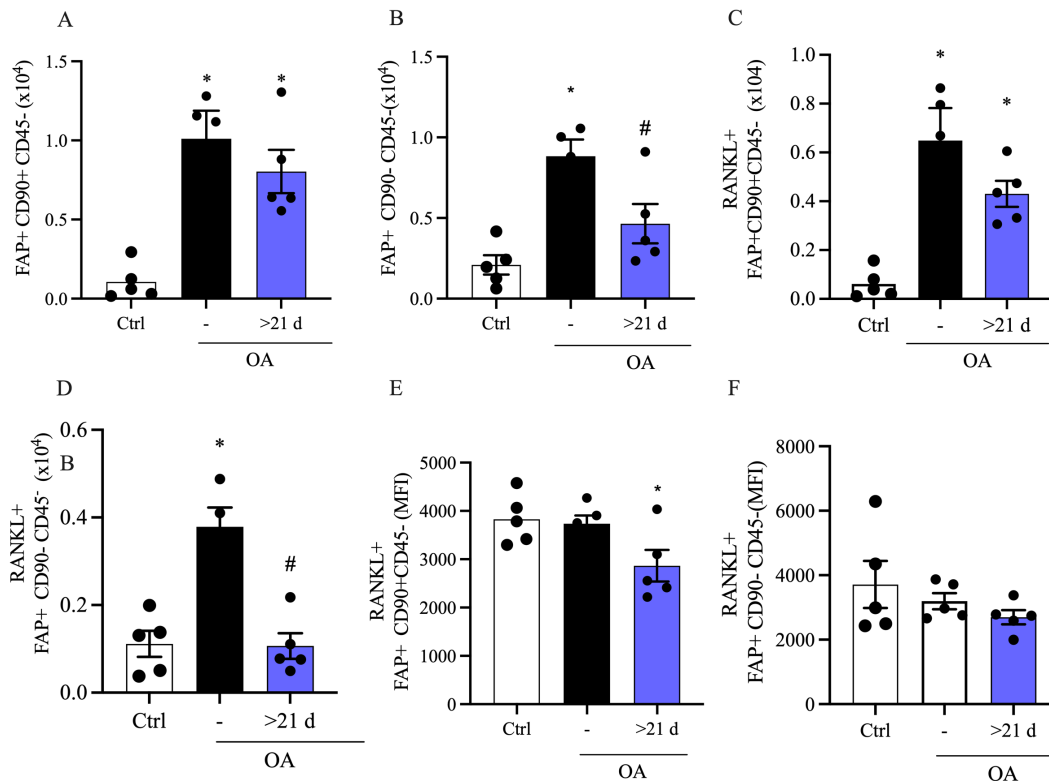 A
FAP+ CD90+ CD45- (x10⁴)
1.5
1.0
0.5
0.0
*
*
Ctrl
-
>21 d
OA
B
FAP+ CD90- CD45-(x10⁴)
1.5
1.0
0.5
0.0
*
#
Ctrl
-
>21 d
OA
C
RANKL+
FAP+CD90+CD45- (x104)
1.0
0.8
0.6
0.4
0.2
0.0
*
*
Ctrl
-
>21 d
OA
D
B
RANKL+
FAP+ CD90- CD45⁻ (x10⁴)
0.6
0.4
0.2
0.0
*
#
Ctrl
-
>21 d
OA
E
RANKL+
FAP+ CD90+CD45- (MFI)
5000
4000
3000
2000
1000
0
*
Ctrl
-
>21 d
OA
F
RANKL+
FAP+ CD90- CD45-(MFI)
8000
6000
4000
2000
0
Ctrl
-
>21 d
OA